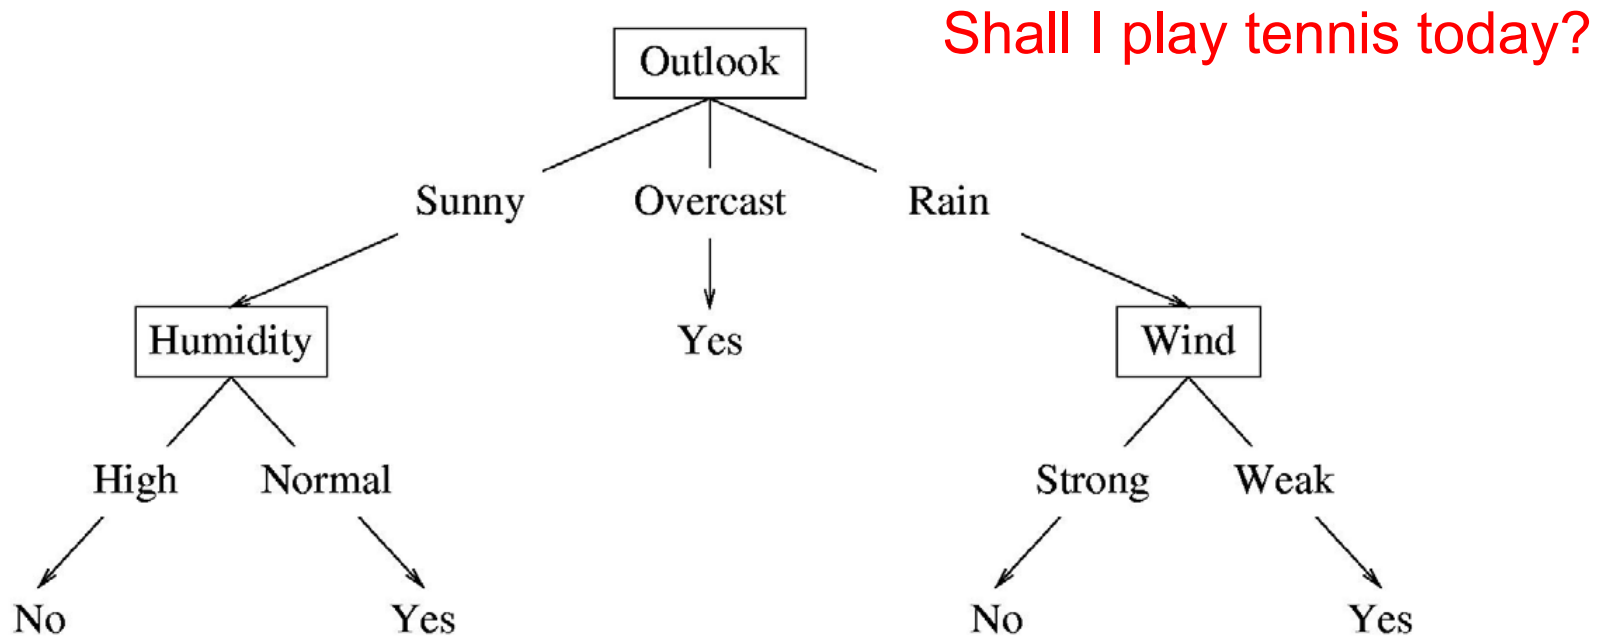 Shall I play tennis today?
Outlook
Sunny Overcast Rain
Humidity Yes Wind
High Normal Strong Weak
No Yes No Yes